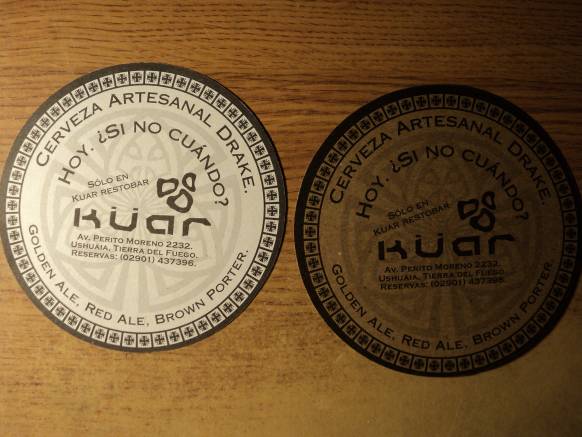 Cerveza Artesanal Drake.
Hoy. ¿Si no cuándo?
Sólo en
Kuar restobar
küar
Av. Perito Moreno 2232.
Ushuáia, Tierra del Fuego.
Reservas: (02901) 437396.
Golden Ale, Red Ale, Brown Porter.
Cerveza Artesanal Drake.
Hoy. ¿Si no cuándo?
Sólo en
Kuar restobar
küar
Av. Perito Moreno 2232.
Ushuáia, Tierra del Fuego.
Reservas: (02901) 437396.
Golden Ale, Red Ale, Brown Porter.